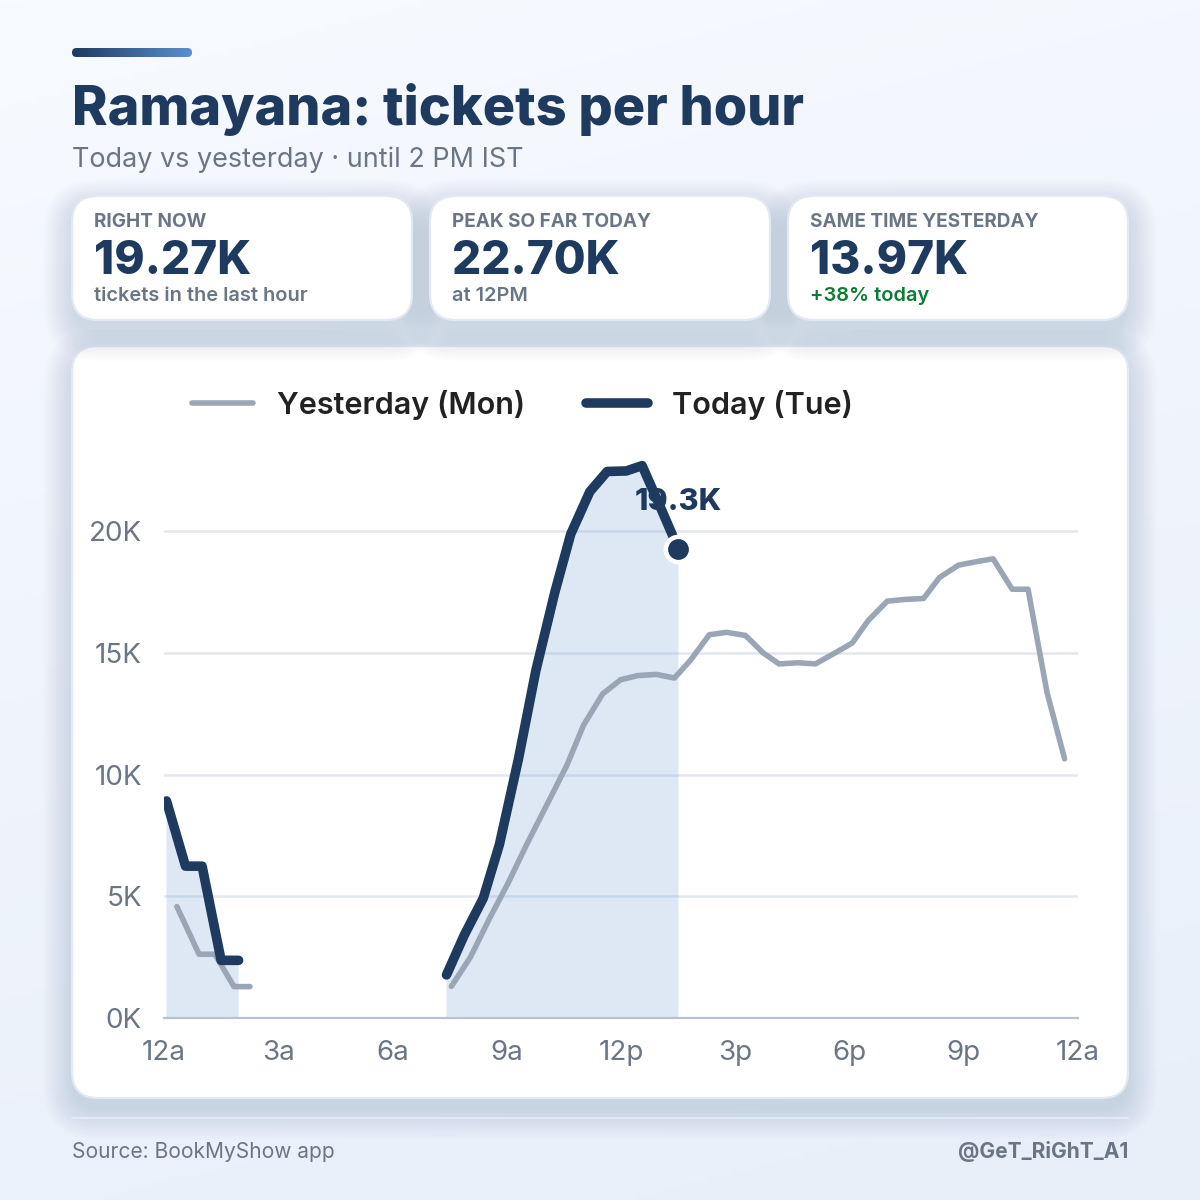 Ramayana: tickets per hour
Today vs yesterday · until 2 PM IST
RIGHT NOW
19.27K
tickets in the last hour
PEAK SO FAR TODAY
22.70K
at 12PM
SAME TIME YESTERDAY
13.97K
+38% today
Yesterday (Mon)
Today (Tue)
19.3K
20K
15K
10K
5K
0K
12a 3a 6a 9a 12p 3p 6p 9p 12a
Source: BookMyShow app
@GeT_RiGhT_A1